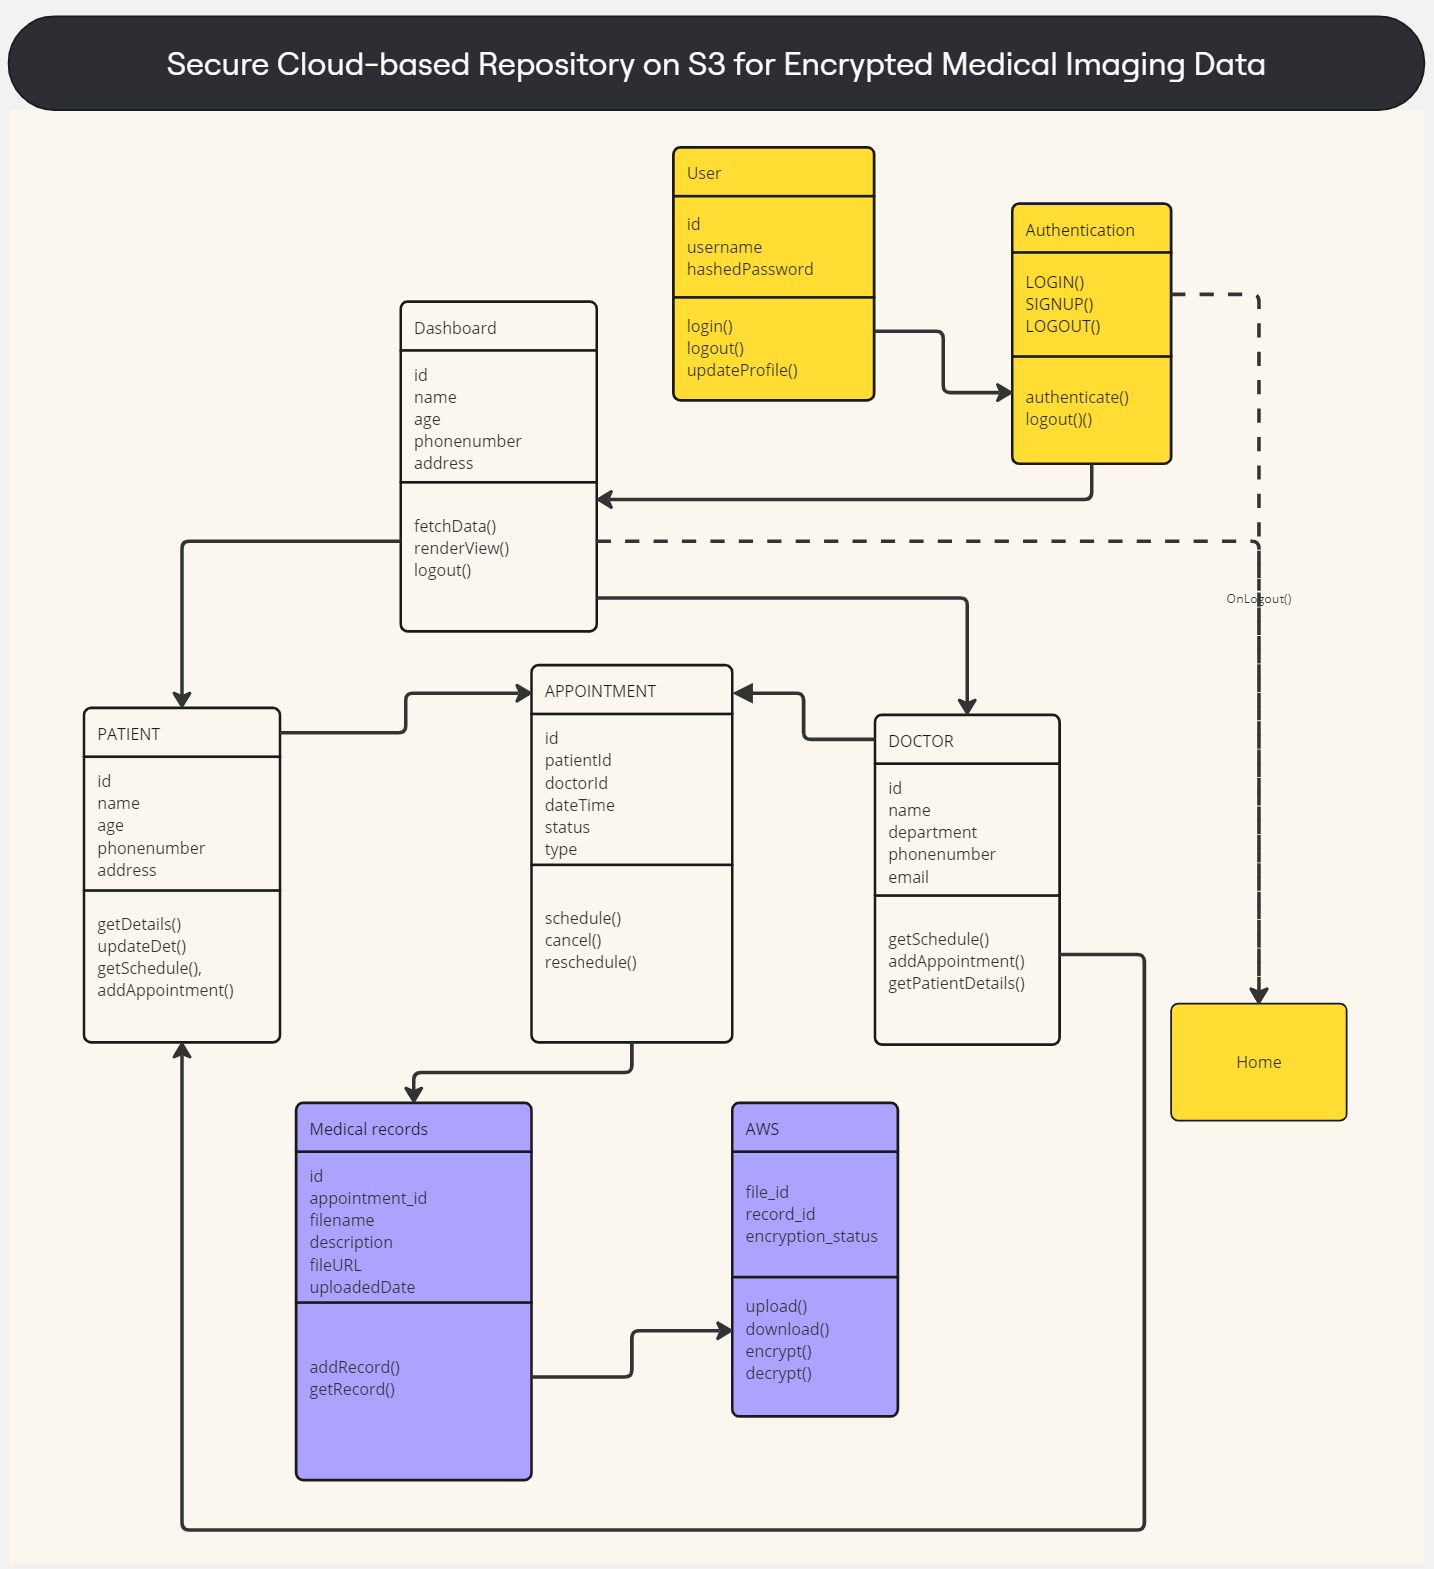 Secure Cloud-based Repository on S3 for Encrypted Medical Imaging Data
User
id
username
hashedPassword
login()
logout()
updateProfile()
Authentication
LOGIN()
SIGNUP()
LOGOUT()
authenticate()
logout()()
Dashboard
id
name
age
phonenumber
address
fetchData()
renderView()
logout()
OnLogout()
PATIENT
id
name
age
phonenumber
address
getDetails()
updateDet()
getSchedule(),
addAppointment()
APPOINTMENT
id
patientId
doctorId
dateTime
status
type
schedule()
cancel()
reschedule()
DOCTOR
id
name
department
phonenumber
email
getSchedule()
addAppointment()
getPatientDetails()
Home
Medical records
id
appointment_id
filename
description
fileURL
uploadedDate
addRecord()
getRecord()
AWS
file_id
record_id
encryption_status
upload()
download()
encrypt()
decrypt()